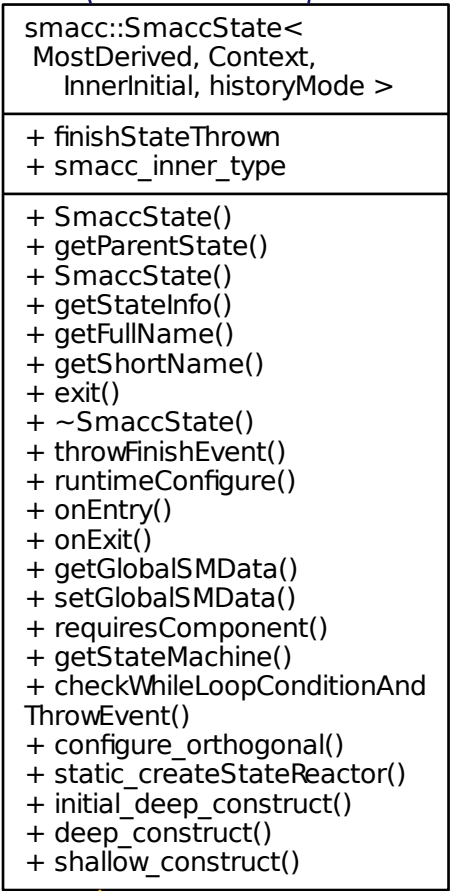 smacc::SmaccState<
MostDerived, Context,
InnerInitial, historyMode >
+ finishStateThrown
+ smacc_inner_type
+ SmaccState()
+ getParentState()
+ SmaccState()
+ getStateInfo()
+ getFullName()
+ getShortName()
+ exit()
+ ~SmaccState()
+ throwFinishEvent()
+ runtimeConfigure()
+ onEntry()
+ onExit()
+ getGlobalSMData()
+ setGlobalSMData()
+ requiresComponent()
+ getStateMachine()
+ checkWhileLoopConditionAnd
ThrowEvent()
+ configure_orthogonal()
+ static_createStateReactor()
+ initial_deep_construct()
+ deep_construct()
+ shallow_construct()